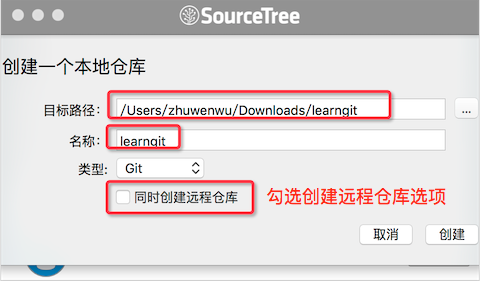 SourceTree
创建一个本地仓库
目标路径: /Users/zhuwenwu/Downloads/learngit ...
名称: learngit
类型: Git
同时创建远程仓库 勾选创建远程仓库选项
取消 创建